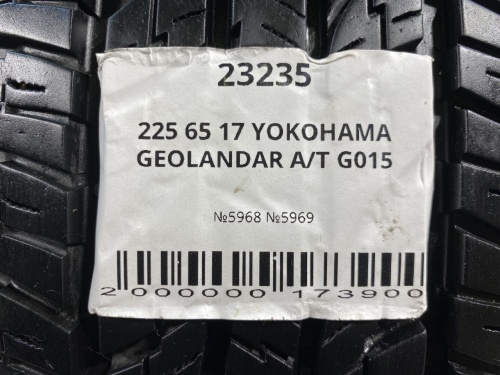 23235
225 65 17 YOKOHAMA
GEOLANDAR A/T G015
№5968 №5969
2 000000 173900